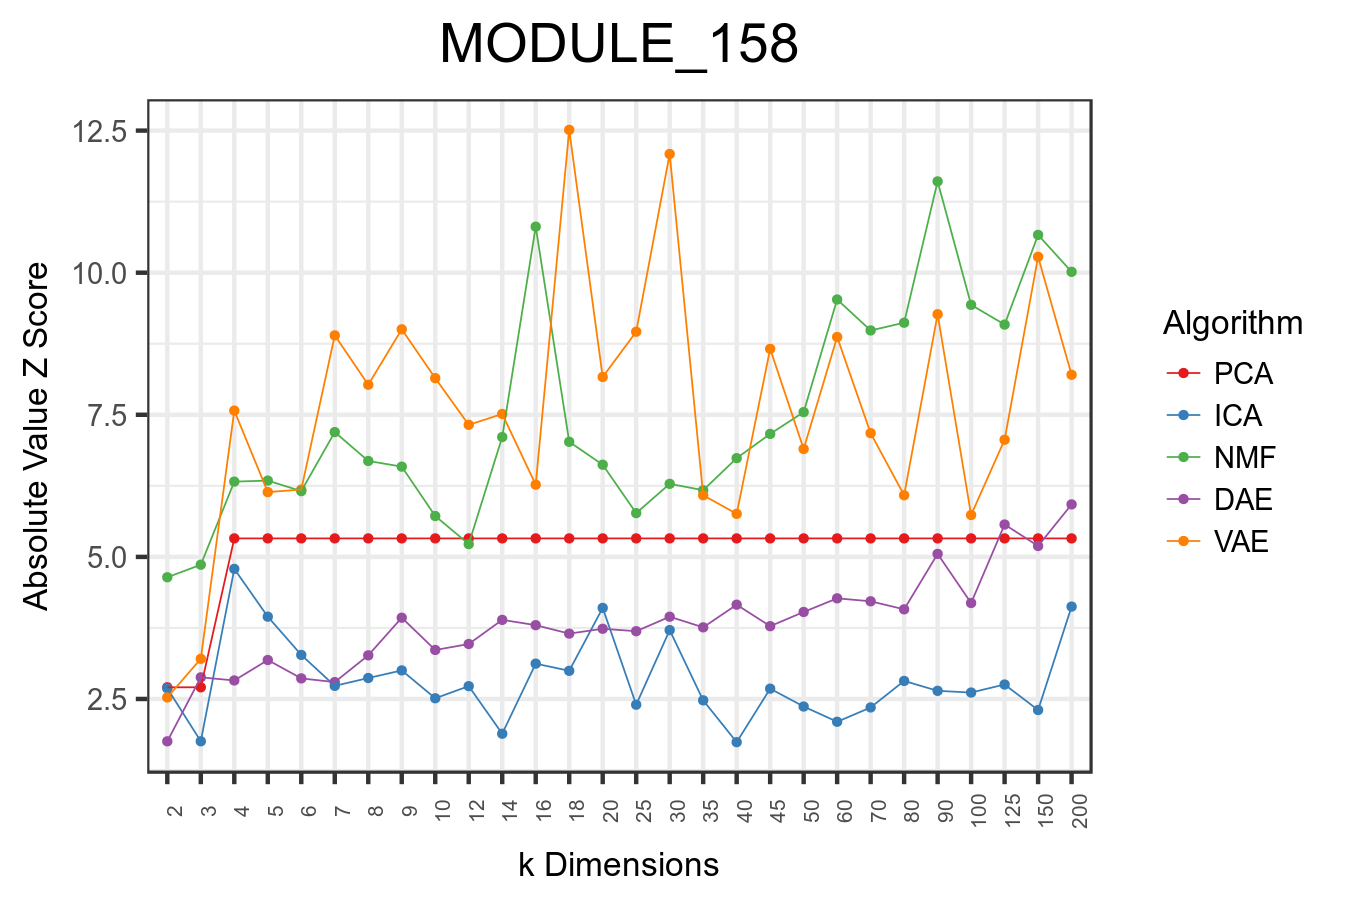 MODULE_158
Absolute Value Z Score
12.5
10.0
7.5
5.0
2.5
2 3 4 5 6 7 8 9 10 12 14 16 18 20 25 30 35 40 45 50 60 70 80 90 100 125 150 200
k Dimensions
Algorithm
PCA
ICA
NMF
DAE
VAE